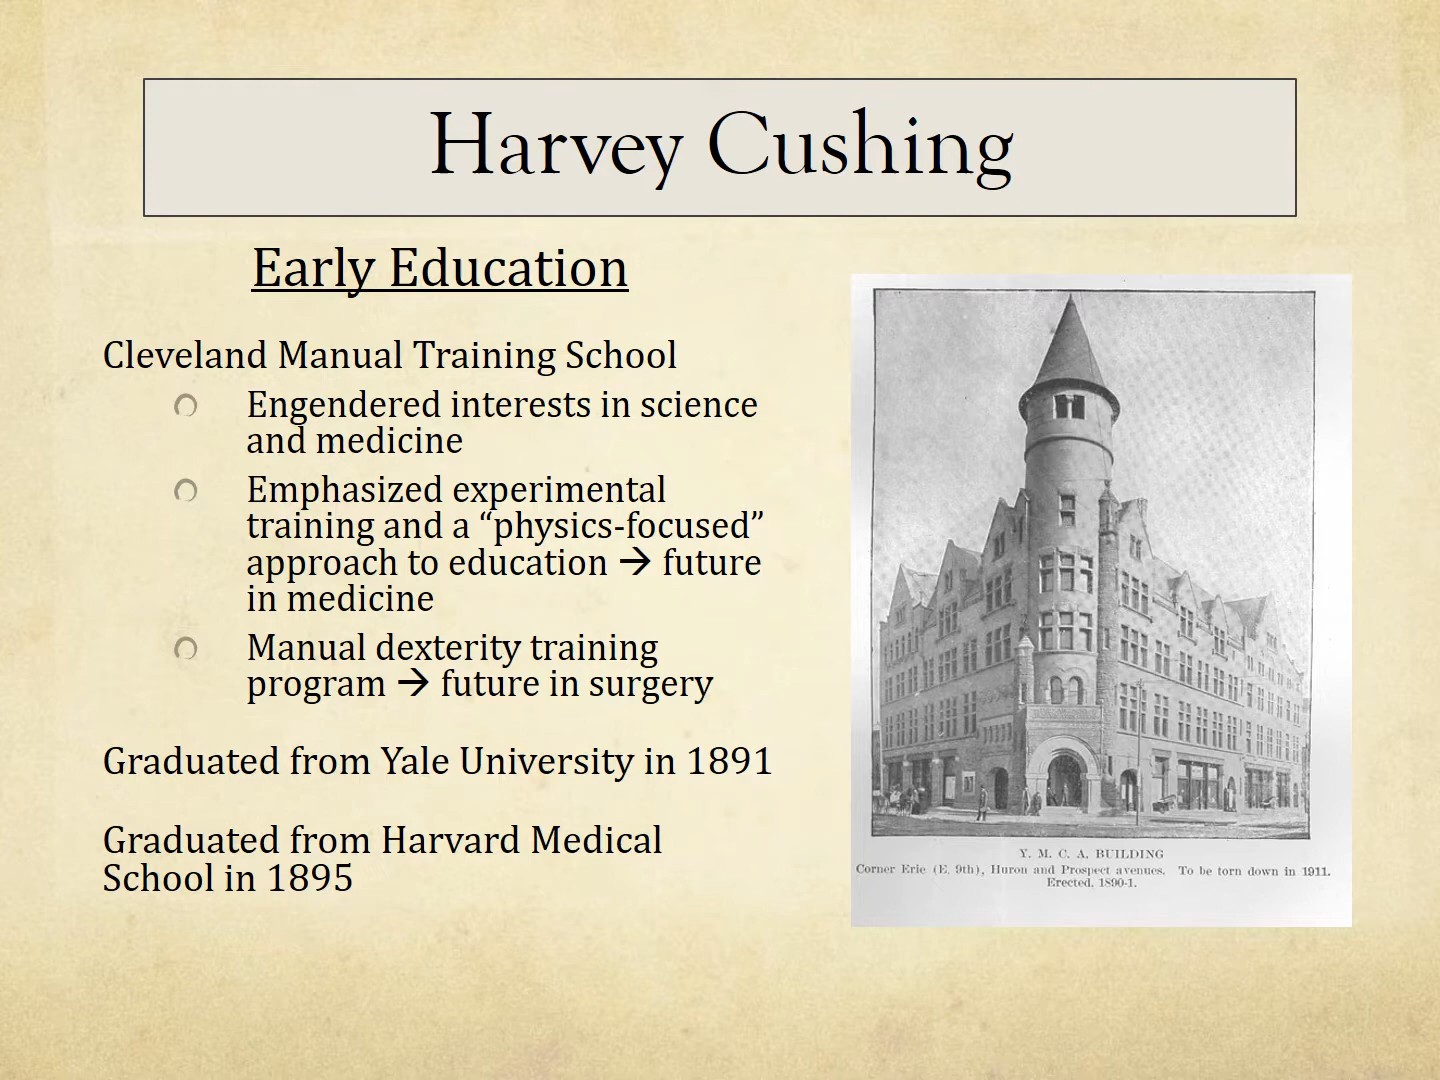 Harvey Cushing
Early Education
Cleveland Manual Training School
Engendered interests in science
and medicine
Emphasized experimental
training and a “physics-focused”
approach to education → future
in medicine
Manual dexterity training
program → future in surgery
Graduated from Yale University in 1891
Graduated from Harvard Medical
School in 1895
Y. M. C. A. BUILDING
Corner Erie (E. 9th), Huron and Prospect avenues. To be torn down in 1911.
Erected, 1890-1.